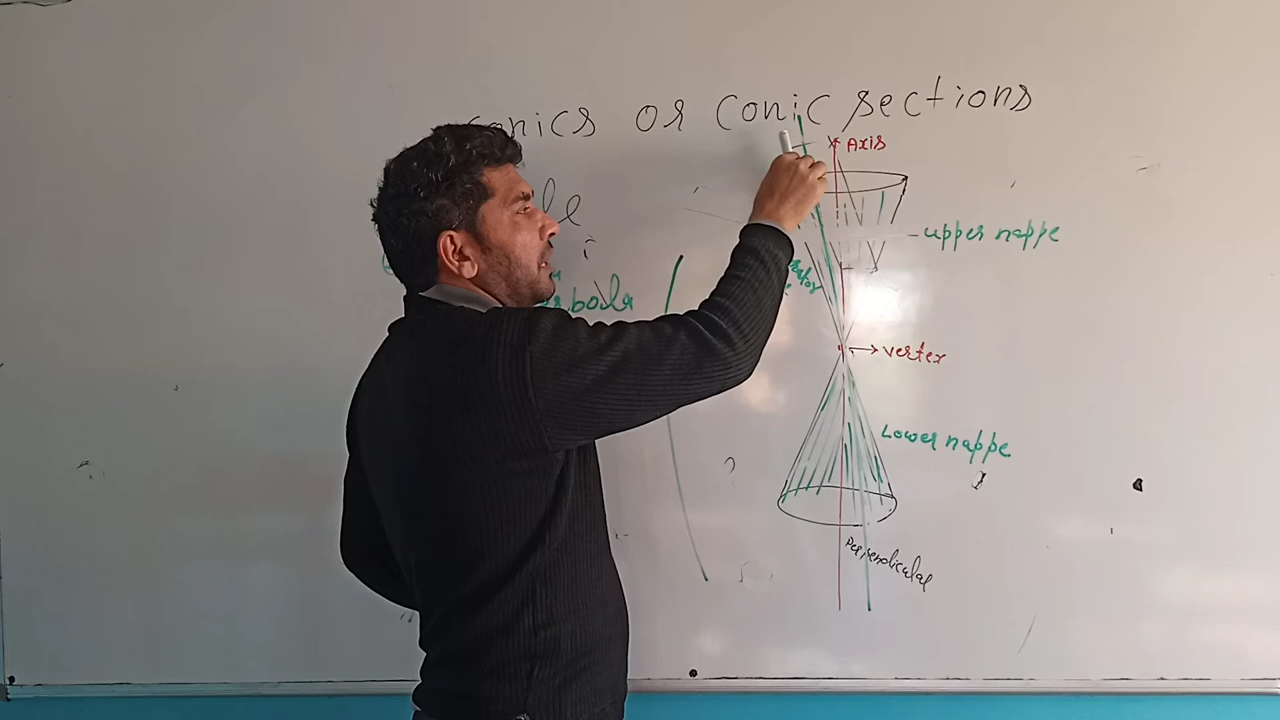 conics or conic sections
Axis
upper nappe
vertex
Lower nappe
Perpendicular